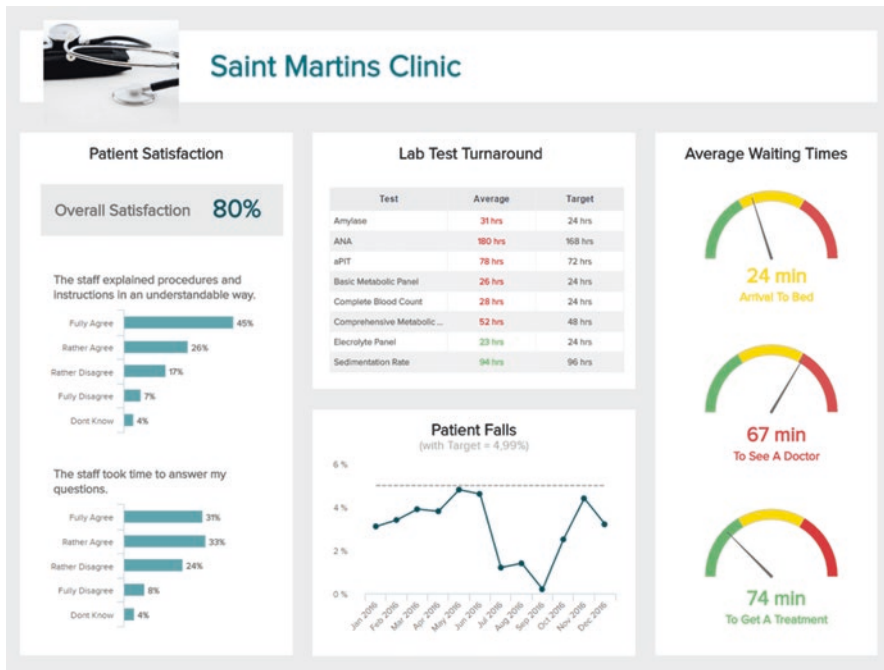 Saint Martins Clinic
Patient Satisfaction
Overall Satisfaction 80%
The staff explained procedures and
instructions in an understandable way.
Fully Agree 45%
Rather Agree 26%
Rather Disagree 17%
Fully Disagree 7%
Dont Know 4%
The staff took time to answer my
questions.
Fully Agree 31%
Rather Agree 33%
Rather Disagree 24%
Fully Disagree 8%
Dont Know 4%
Lab Test Turnaround
Test Average Target
Amylase 31 hrs 24 hrs
ANA 180 hrs 168 hrs
aPIT 78 hrs 72 hrs
Basic Metabolic Panel 26 hrs 24 hrs
Complete Blood Count 28 hrs 24 hrs
Comprehensive Metabolic ... 52 hrs 48 hrs
Elecrolyte Panel 23 hrs 24 hrs
Sedimentation Rate 94 hrs 96 hrs
Patient Falls
(with Target = 4,99%)
6 %
4 %
2 %
0 %
Jan 2016 Feb 2016 Mar 2016 Apr 2016 May 2016 Jun 2016 Jul 2016 Aug 2016 Sep 2016 Oct 2016 Nov 2016 Dec 2016
Average Waiting Times
24 min
Arrival To Bed
67 min
To See A Doctor
74 min
To Get A Treatment